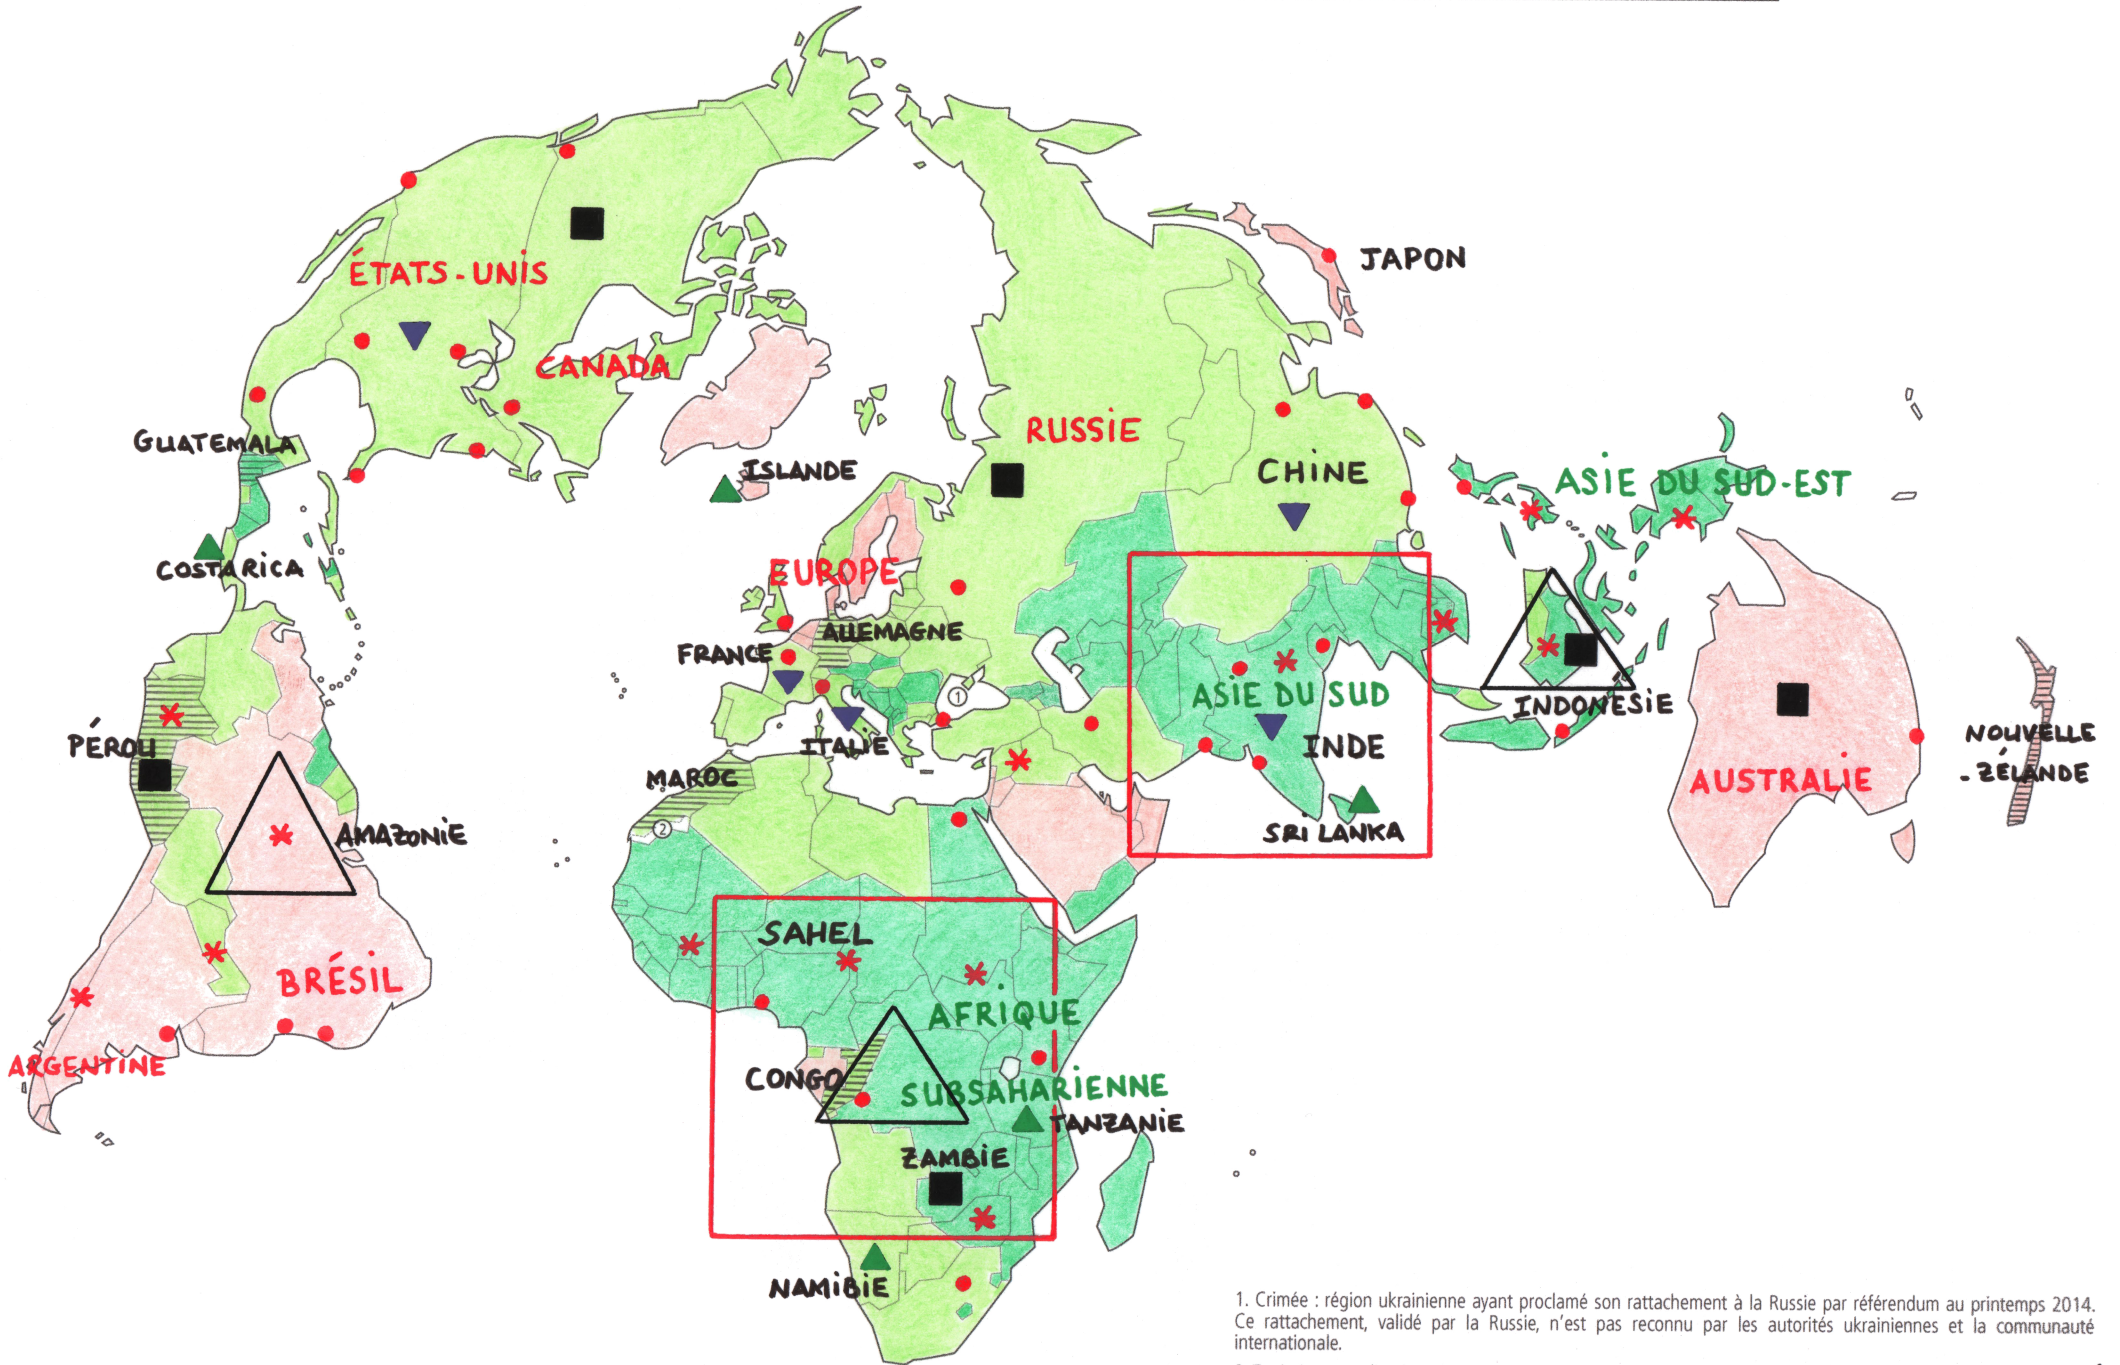 ÉTATS-UNIS
CANADA
JAPON
RUSSIE
GUATEMALA
ISLANDE
CHINE
ASIE DU SUD-EST
COSTA RICA
EUROPE
ALLEMAGNE
FRANCE
1
ASIE DU SUD
INDONÉSIE
PÉROU
ITALIE
INDE
NOUVELLE
-ZÉLANDE
MAROC
AUSTRALIE
2
SRI LANKA
AMAZONIE
SAHEL
BRÉSIL
AFRIQUE
SUBSAHARIENNE
ARGENTINE
CONGO
TANZANIE
ZAMBIE
NAMIBIE
1. Crimée : région ukrainienne ayant proclamé son rattachement à la Russie par référendum au printemps 2014.
Ce rattachement, validé par la Russie, n'est pas reconnu par les autorités ukrainiennes et la communauté
internationale.